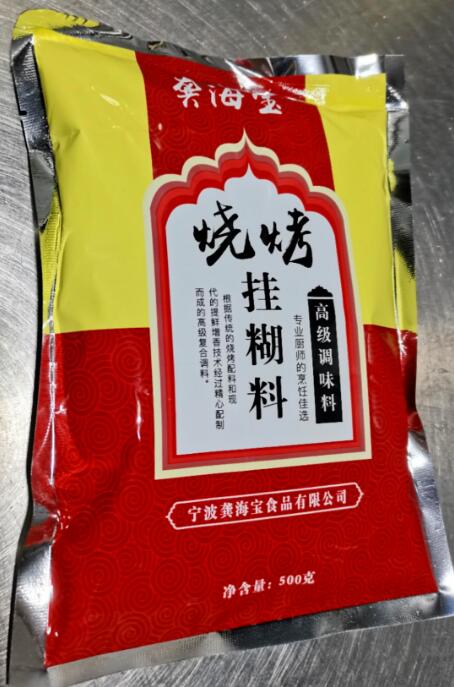 龚海宝
烧烤
挂糊料
高级调味料
专业厨师的烹饪佳选
根据传统的烧烤配料和现
代的提鲜增香技术经过精心配制
而成的高级复合调料。
宁波龚海宝食品有限公司
净含量：500克